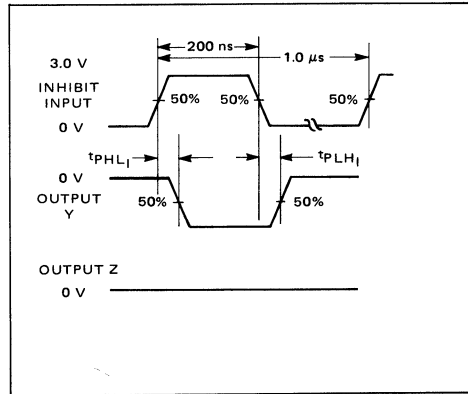 200 ns
3.0 V
1.0 µs
INHIBIT
INPUT
50%
50%
50%
0 V
tPHLI
tPLHI
0 V
OUTPUT
Y
50%
50%
OUTPUT Z
0 V